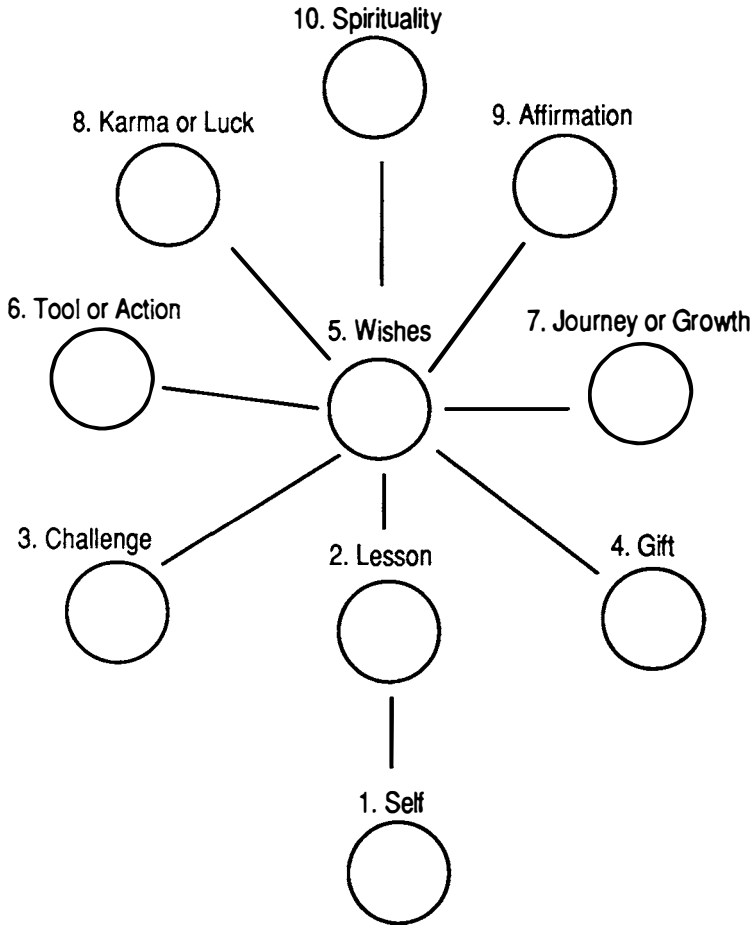 10. Spirituality
8. Karma or Luck
9. Affirmation
6. Tool or Action
5. Wishes
7. Journey or Growth
3. Challenge
2. Lesson
4. Gift
1. Self